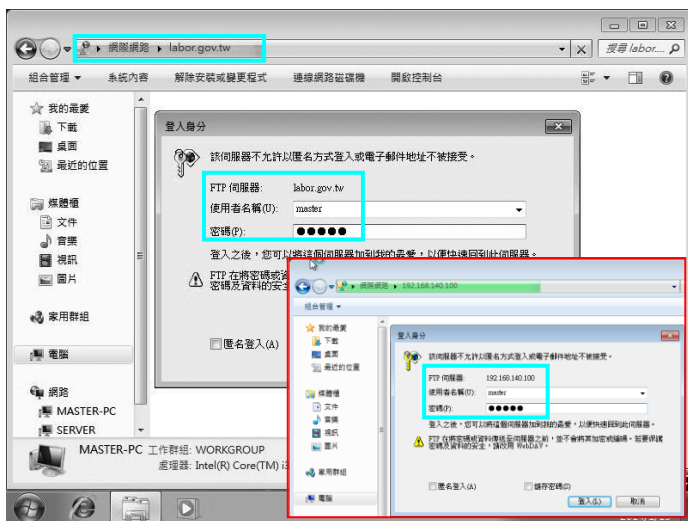 網際網路 ▸ labor.gov.tw
搜尋 labor....
組合管理 系統內容 解除安裝或變更程式 連線網路磁碟機 開啟控制台
我的最愛
下載
桌面
最近的位置
媒體櫃
文件
音樂
視訊
圖片
家用群組
電腦
網路
MASTER-PC
SERVER
登入身分
該伺服器不允許以匿名方式登入或電子郵件地址不被接受。
FTP 伺服器: labor.gov.tw
使用者名稱(U): master
密碼(P): ●●●●●
登入之後，您可以將這個伺服器加到我的最愛，以便快速回到此伺服器。
FTP 在將密碼或資
密碼及資料的安全
匿名登入(A)
網際網路 ▸ 192.168.140.100
組合管理
我的最愛
下載
桌面
最近的位置
媒體櫃
文件
音樂
視訊
圖片
家用群組
電腦
登入身分
該伺服器不允許以匿名方式登入或電子郵件地址不被接受。
FTP 伺服器: 192.168.140.100
使用者名稱(U): master
密碼(P): ●●●●●
登入之後，您可以將這個伺服器加到我的最愛，以便快速回到此伺服器。
FTP 在將密碼或資料傳送至伺服器之前，並不會將其加密或編碼。若要保護
密碼及資料的安全，請改用 WebDAV。
匿名登入(A) 儲存密碼(S)
登入(L) 取消
MASTER-PC 工作群組: WORKGROUP
處理器: Intel(R) Core(TM) i3